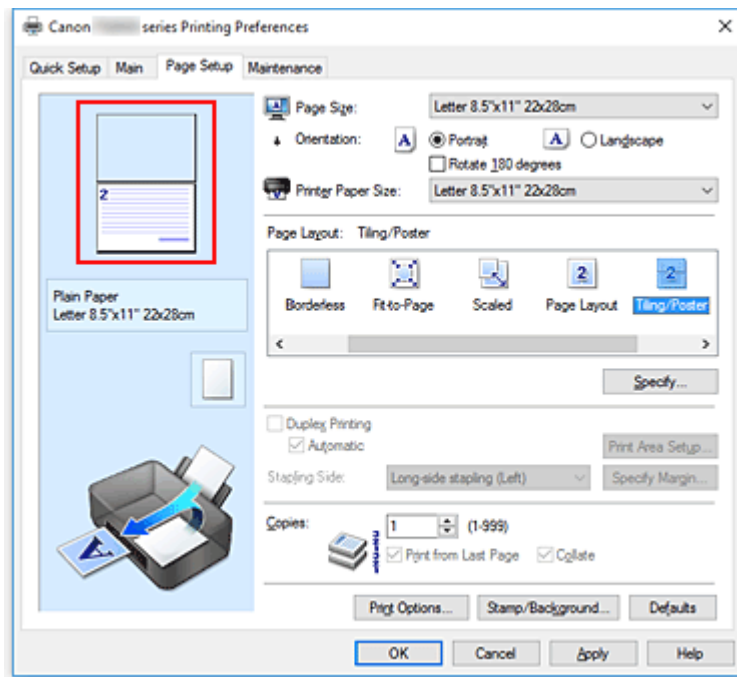 Canon series Printing Preferences
Quick Setup Main Page Setup Maintenance
2
Plain Paper
Letter 8.5"x11" 22x28cm
A
Page Size: Letter 8.5"x11" 22x28cm
Orientation: A Portrait A Landscape
Rotate 180 degrees
Printer Paper Size: Letter 8.5"x11" 22x28cm
Page Layout: Tiling/Poster
2 2
Borderless Fit-to-Page Scaled Page Layout Tiling/Poster
Specify...
Duplex Printing
Automatic Print Area Setup...
Stapling Side: Long-side stapling (Left) Specify Margin...
Copies: 1 (1-999)
Print from Last Page Collate
Print Options... Stamp/Background... Defaults
OK Cancel Apply Help